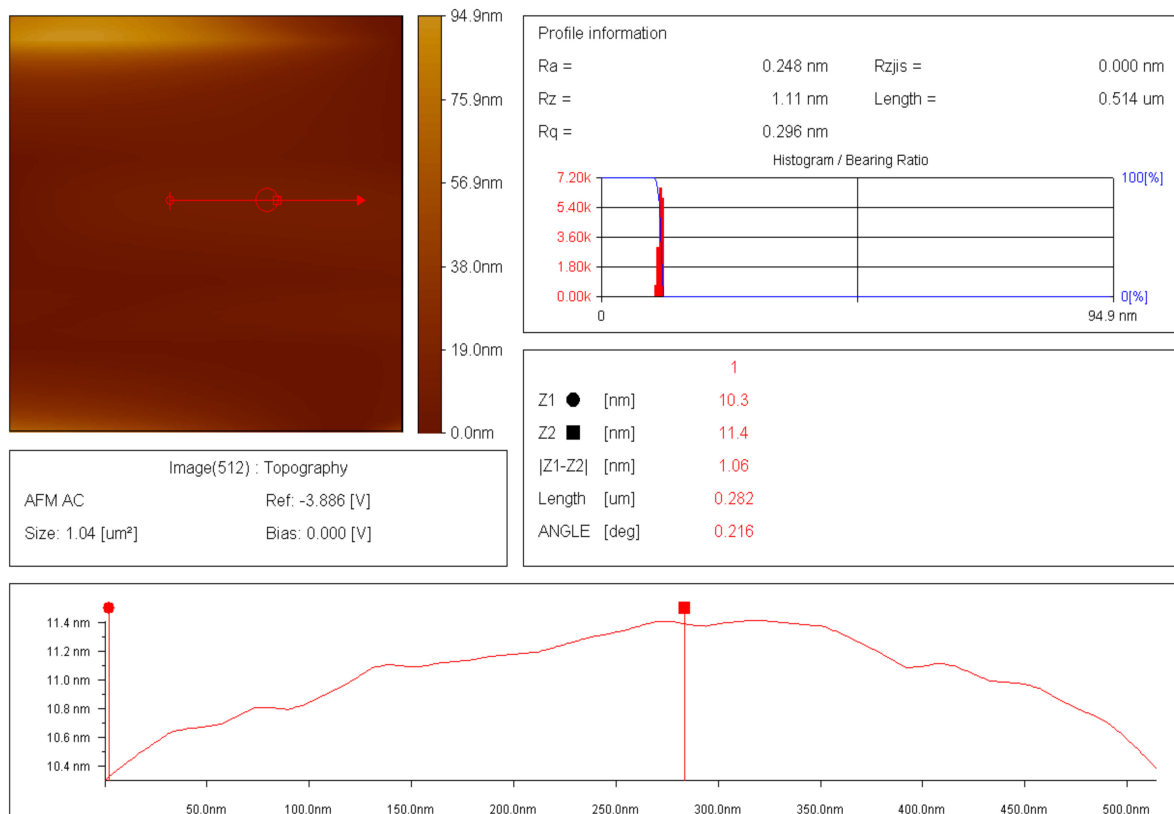 94.9nm
75.9nm
56.9nm
38.0nm
19.0nm
0.0nm
Profile information
Ra = 0.248 nm Rzjis = 0.000 nm
Rz = 1.11 nm Length = 0.514 um
Rq = 0.296 nm
Histogram / Bearing Ratio
7.20k 100[%]
5.40k
3.60k
1.80k
0.00k 0[%]
0 94.9 nm
1
Z1 [nm] 10.3
Z2 [nm] 11.4
|Z1-Z2| [nm] 1.06
Length [um] 0.282
ANGLE [deg] 0.216
Image(512) : Topography
AFM AC Ref: -3.886 [V]
Size: 1.04 [um²] Bias: 0.000 [V]
11.4 nm
11.2 nm
11.0 nm
10.8 nm
10.6 nm
10.4 nm
50.0nm 100.0nm 150.0nm 200.0nm 250.0nm 300.0nm 350.0nm 400.0nm 450.0nm 500.0nm